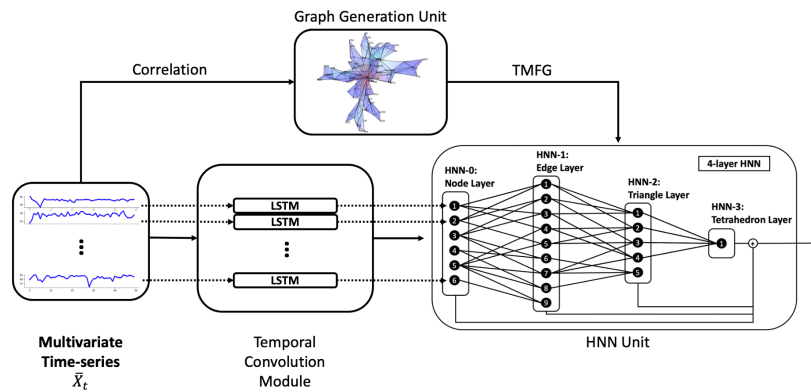 Graph Generation Unit
Correlation
TMFG
HNN-0:
Node Layer
HNN-1:
Edge Layer
HNN-2:
Triangle Layer
4-layer HNN
HNN-3:
Tetrahedron Layer
LSTM
LSTM
LSTM
1
2
3
4
5
6
1
2
3
4
5
6
7
8
9
1
2
3
4
5
1
+
Multivariate
Time-series
X̄ₜ
Temporal
Convolution
Module
HNN Unit